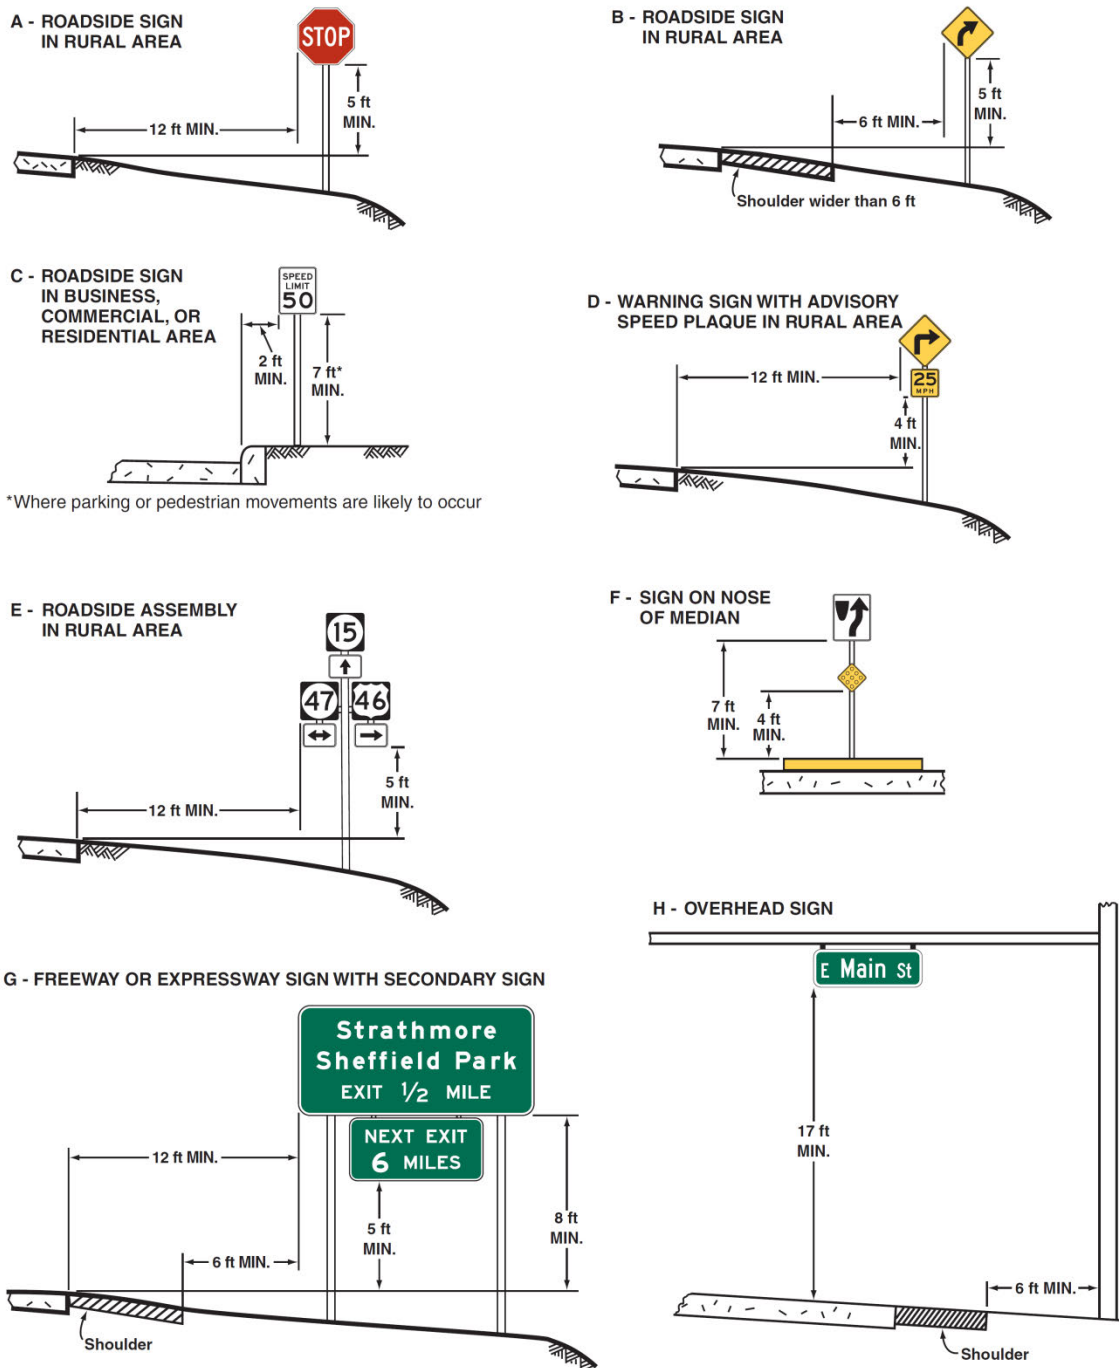 A - ROADSIDE SIGN
IN RURAL AREA
STOP
5 ft
MIN.
12 ft MIN.
B - ROADSIDE SIGN
IN RURAL AREA
5 ft
MIN.
6 ft MIN.
Shoulder wider than 6 ft
C - ROADSIDE SIGN
IN BUSINESS,
COMMERCIAL, OR
RESIDENTIAL AREA
SPEED
LIMIT
50
2 ft
MIN.
7 ft*
MIN.
*Where parking or pedestrian movements are likely to occur
D - WARNING SIGN WITH ADVISORY
SPEED PLAQUE IN RURAL AREA
12 ft MIN.
25
MPH
4 ft
MIN.
E - ROADSIDE ASSEMBLY
IN RURAL AREA
15
47
46
5 ft
MIN.
12 ft MIN.
F - SIGN ON NOSE
OF MEDIAN
7 ft
MIN.
4 ft
MIN.
G - FREEWAY OR EXPRESSWAY SIGN WITH SECONDARY SIGN
Strathmore
Sheffield Park
EXIT 1/2 MILE
NEXT EXIT
6 MILES
12 ft MIN.
6 ft MIN.
5 ft
MIN.
8 ft
MIN.
Shoulder
H - OVERHEAD SIGN
E Main St
17 ft
MIN.
6 ft MIN.
Shoulder